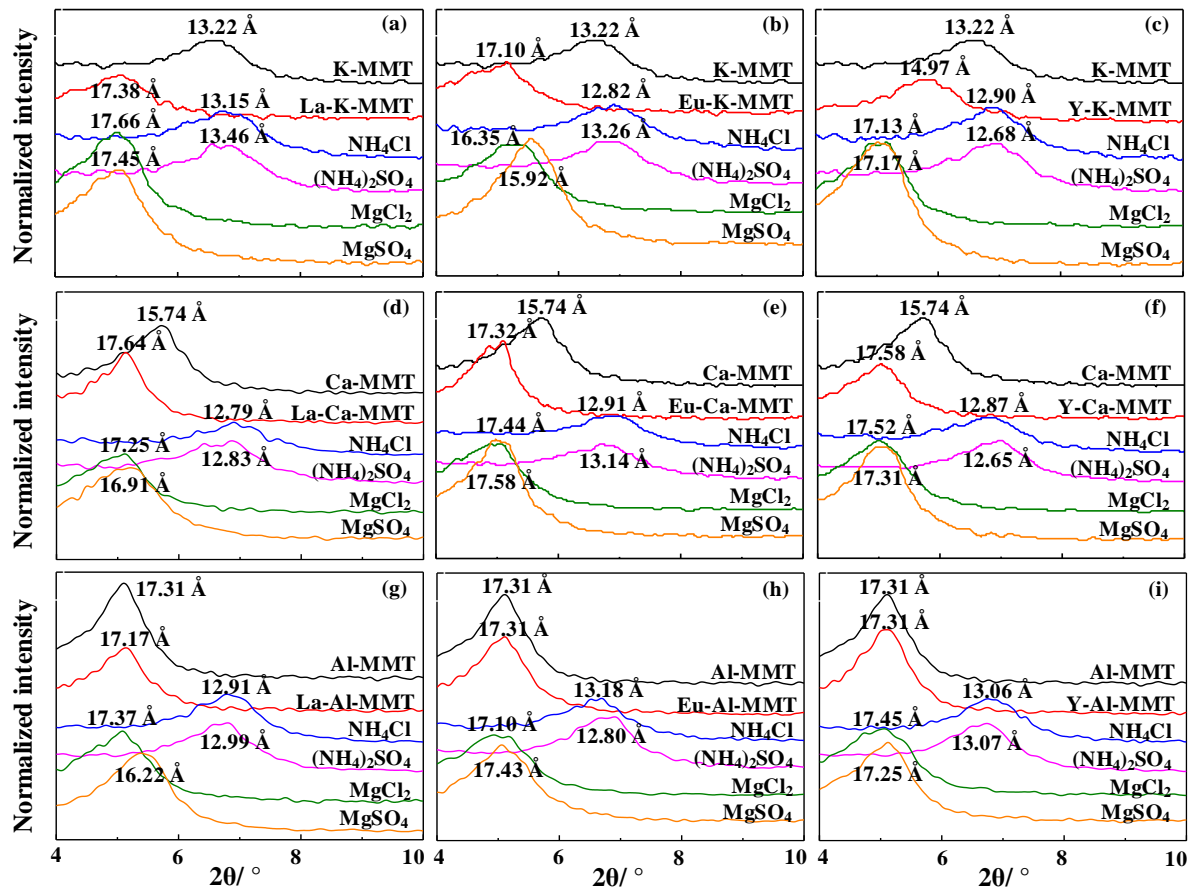 Normalized intensity
(a)
13.22 Å
K-MMT
17.38 Å
La-K-MMT
13.15 Å
17.66 Å
NH₄Cl
13.46 Å
17.45 Å
(NH₄)₂SO₄
MgCl₂
MgSO₄
(b)
13.22 Å
17.10 Å
K-MMT
12.82 Å
Eu-K-MMT
16.35 Å
13.26 Å
NH₄Cl
15.92 Å
(NH₄)₂SO₄
MgCl₂
MgSO₄
(c)
13.22 Å
K-MMT
14.97 Å
12.90 Å
Y-K-MMT
17.13 Å
12.68 Å
NH₄Cl
17.17 Å
(NH₄)₂SO₄
MgCl₂
MgSO₄
Normalized intensity
(d)
15.74 Å
17.64 Å
Ca-MMT
12.79 Å
La-Ca-MMT
17.25 Å
NH₄Cl
12.83 Å
(NH₄)₂SO₄
16.91 Å
MgCl₂
MgSO₄
(e)
15.74 Å
17.32 Å
Ca-MMT
12.91 Å
Eu-Ca-MMT
17.44 Å
NH₄Cl
13.14 Å
(NH₄)₂SO₄
17.58 Å
MgCl₂
MgSO₄
(f)
15.74 Å
17.58 Å
Ca-MMT
12.87 Å
Y-Ca-MMT
17.52 Å
NH₄Cl
12.65 Å
(NH₄)₂SO₄
17.31 Å
MgCl₂
MgSO₄
Normalized intensity
(g)
17.31 Å
17.17 Å
Al-MMT
12.91 Å
La-Al-MMT
17.37 Å
NH₄Cl
12.99 Å
(NH₄)₂SO₄
16.22 Å
MgCl₂
MgSO₄
4 6 8 10
2θ/ °
(h)
17.31 Å
17.31 Å
Al-MMT
13.18 Å
Eu-Al-MMT
17.10 Å
NH₄Cl
12.80 Å
(NH₄)₂SO₄
17.43 Å
MgCl₂
MgSO₄
4 6 8 10
2θ/ °
(i)
17.31 Å
17.31 Å
Al-MMT
13.06 Å
Y-Al-MMT
17.45 Å
NH₄Cl
13.07 Å
(NH₄)₂SO₄
17.25 Å
MgCl₂
MgSO₄
4 6 8 10
2θ/ °